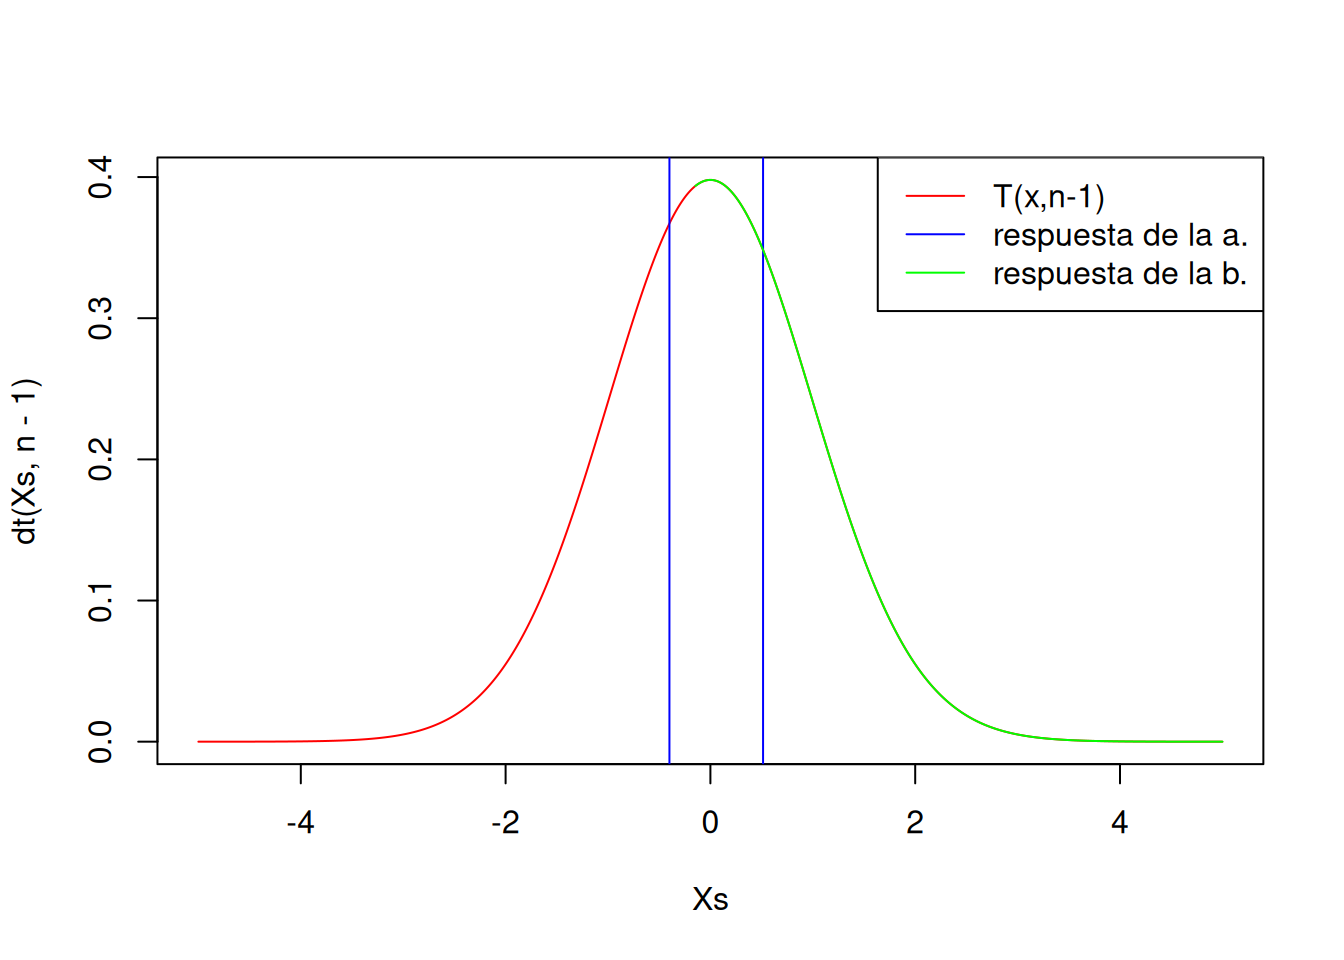 T(x,n-1)
respuesta de la a.
respuesta de la b.
dt(Xs, n - 1)
0.4
0.3
0.2
0.1
0.0
-4 -2 0 2 4
Xs